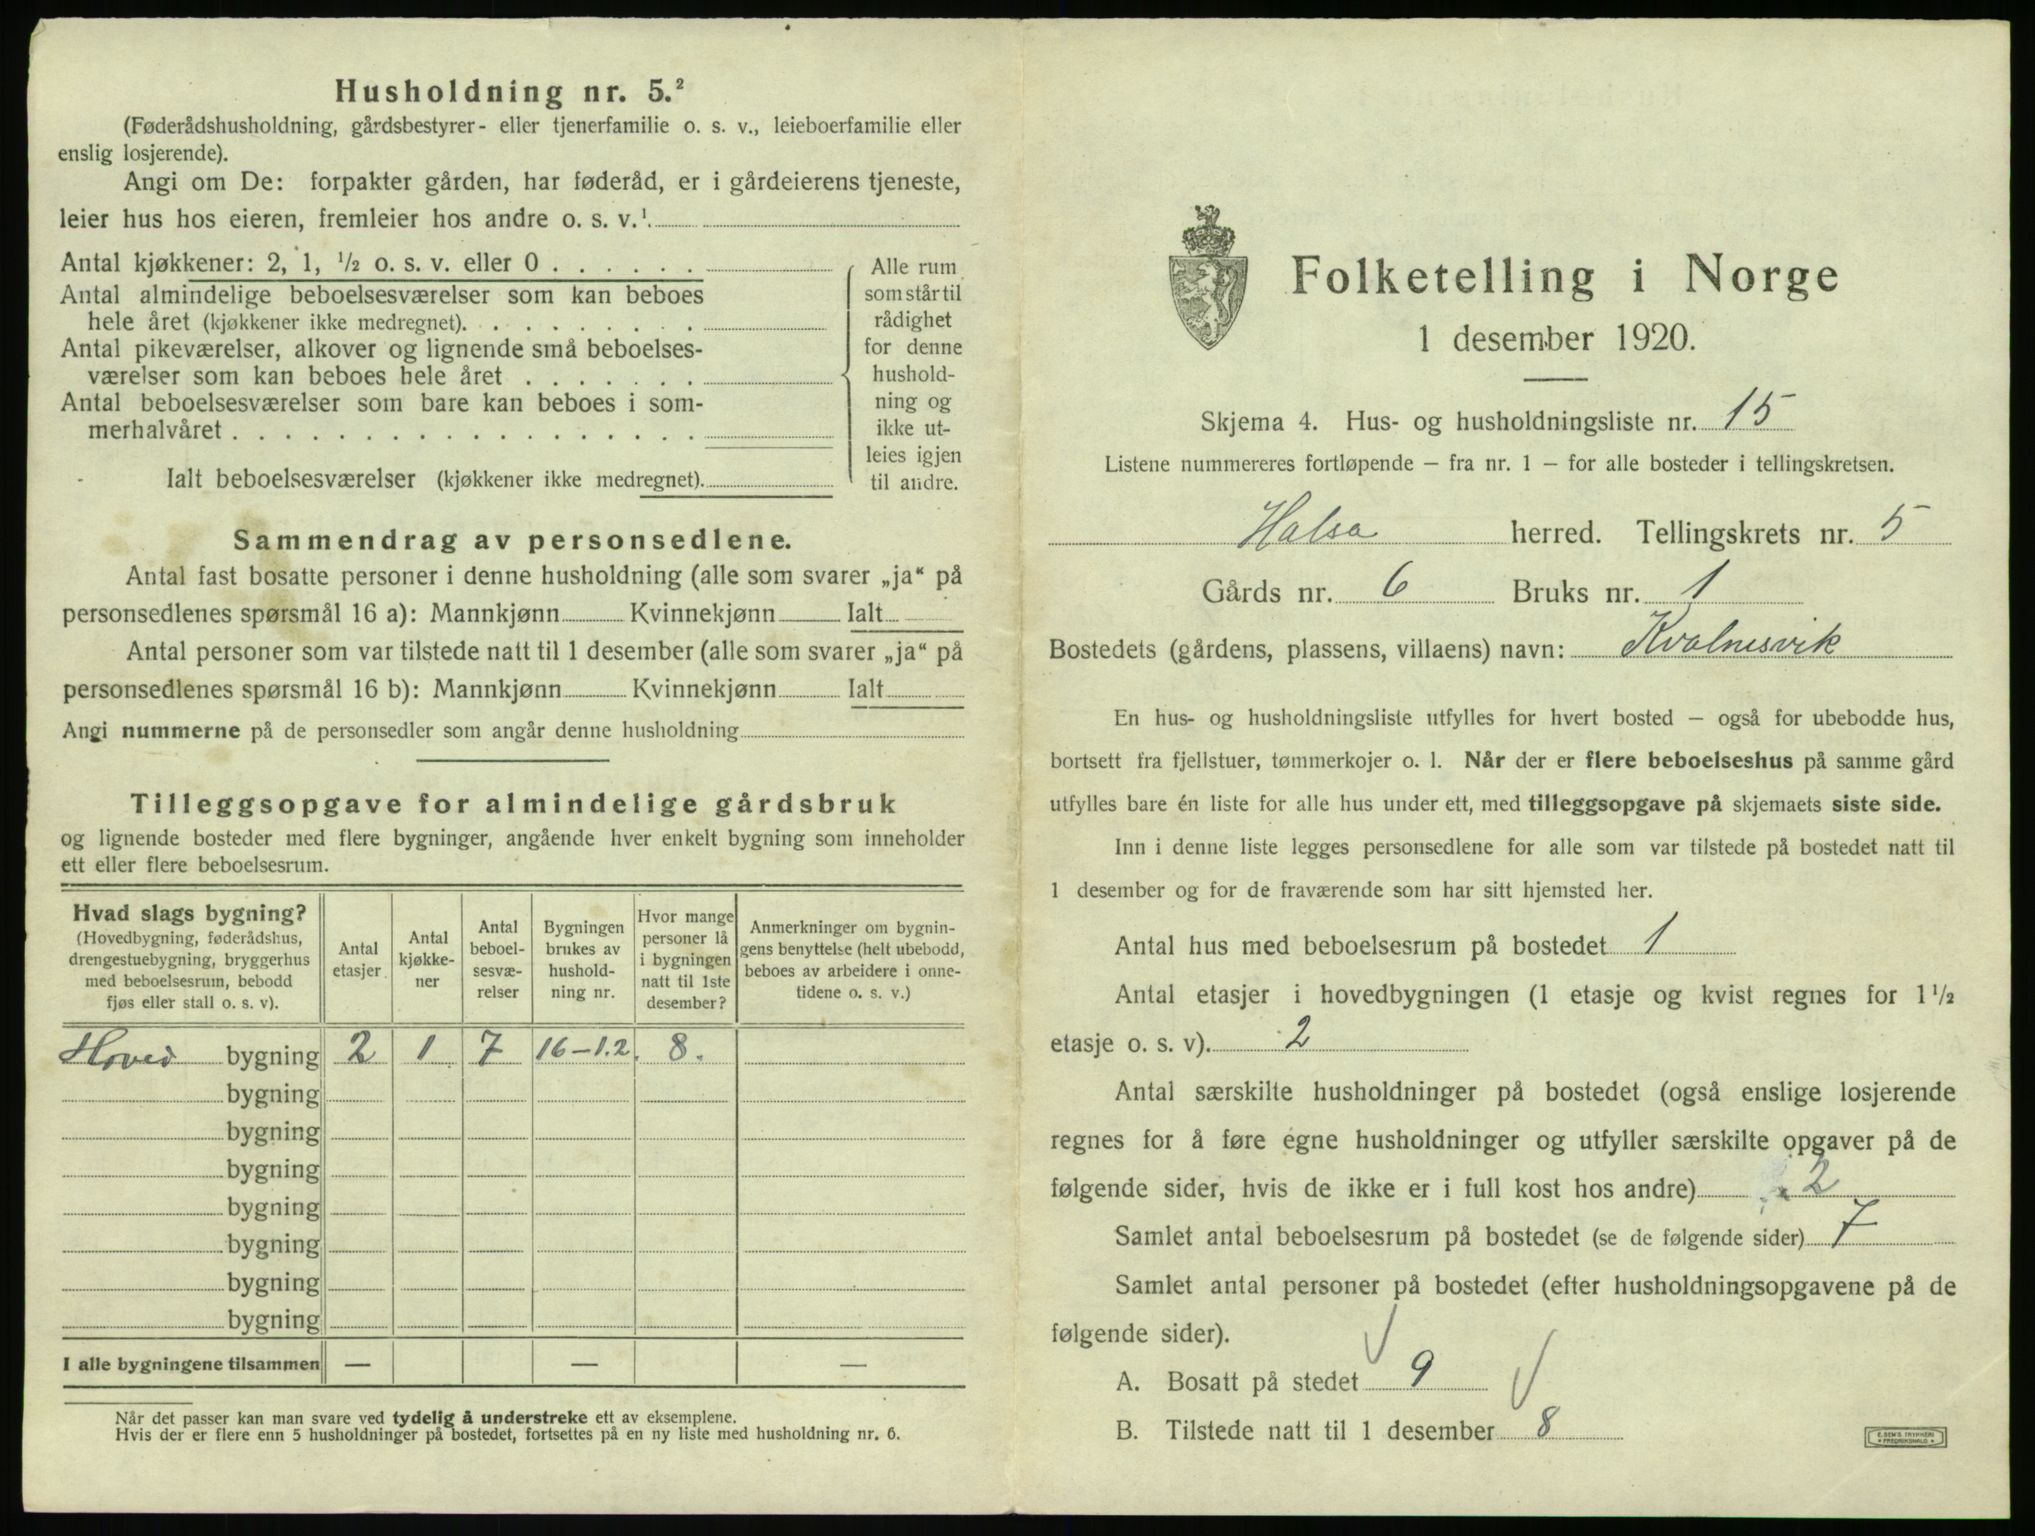 Husholdning nr. 5.²
(Føderådshusholdning, gårdsbestyrer- eller tjenerfamilie o. s. v., leieboerfamilie eller
enslig losjerende).
Angi om De: forpakter gården, har føderåd, er i gårdeierens tjeneste,
leier hus hos eieren, fremleier hos andre o. s. v.¹
Antal kjøkkener: 2, 1, ½ o. s. v. eller 0
Antal almindelige beboelsesværelser som kan beboes
hele året (kjøkkener ikke medregnet).
Antal pikeværelser, alkover og lignende små beboelses-
værelser som kan beboes hele året
Antal beboelsesværelser som bare kan beboes i som-
merhalvåret
Ialt beboelsesværelser (kjøkkener ikke medregnet).
Alle rum
som står til
rådighet
for denne
hushold-
ning og
ikke ut-
leies igjen
til andre.
Sammendrag av personsedlene.
Antal fast bosatte personer i denne husholdning (alle som svarer „ja“ på
personsedlenes spørsmål 16 a): Mannkjønn Kvinnekjønn Ialt
Antal personer som var tilstede natt til 1 desember (alle som svarer „ja“ på
personsedlenes spørsmål 16 b): Mannkjønn Kvinnekjønn Ialt
Angi nummerne på de personsedler som angår denne husholdning
Tilleggsopgave for almindelige gårdsbruk
og lignende bosteder med flere bygninger, angående hver enkelt bygning som inneholder
ett eller flere beboelsesrum.
Hvad slags bygning?
(Hovedbygning, føderådshus,
drengestuebygning, bryggerhus
med beboelsesrum, bebodd
fjøs eller stall o. s. v).
Antal
etasjer
Antal
kjøkke-
ner
Antal
beboel-
sesvæ-
relser
Bygningen
brukes av
hushold-
ning nr.
Hvor mange
personer lå
i bygningen
natt til 1ste
desember?
Anmerkninger om bygnin-
gens benyttelse (helt ubebodd,
beboes av arbeidere i onne-
tidene o. s. v.)
Hoved bygning 2 1 7 16-1.2. 8.
bygning
bygning
bygning
bygning
bygning
bygning
bygning
I alle bygningene tilsammen — — —
Når det passer kan man svare ved tydelig å understreke ett av eksemplene.
Hvis der er flere enn 5 husholdninger på bostedet, fortsettes på en ny liste med husholdning nr. 6.
Folketelling i Norge
1 desember 1920.
Skjema 4. Hus- og husholdningsliste nr. 15
Listene nummereres fortløpende – fra nr. 1 – for alle bosteder i tellingskretsen.
Halsa herred. Tellingskrets nr. 5
Gårds nr. 6 Bruks nr. 1
Bostedets (gårdens, plassens, villaens) navn: Kvalnesvik
En hus- og husholdningsliste utfylles for hvert bosted – også for ubebodde hus,
bortsett fra fjellstuer, tømmerkojer o. l. Når der er flere beboelseshus på samme gård
utfylles bare én liste for alle hus under ett, med tilleggsopgave på skjemaets siste side.
Inn i denne liste legges personsedlene for alle som var tilstede på bostedet natt til
1 desember og for de fraværende som har sitt hjemsted her.
Antal hus med beboelsesrum på bostedet 1
Antal etasjer i hovedbygningen (1 etasje og kvist regnes for 1 ½
etasje o. s. v). 2
Antal særskilte husholdninger på bostedet (også enslige losjerende
regnes for å føre egne husholdninger og utfyller særskilte opgaver på de
følgende sider, hvis de ikke er i full kost hos andre) 2
Samlet antal beboelsesrum på bostedet (se de følgende sider) 7
Samlet antal personer på bostedet (efter husholdningsopgavene på de
følgende sider).
A. Bosatt på stedet 9
B. Tilstede natt til 1 desember 8
E. SEM'S TRYKKERI
• FREDRIKSHALD •